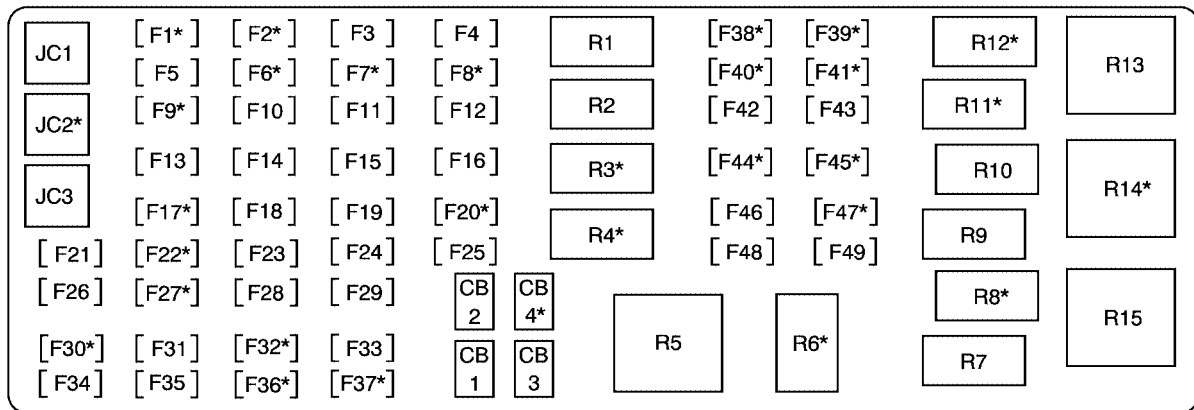 JC1 [F1*] [F2*] [F3] [F4] R1 [F38*] [F39*] R12* R13
[F5] [F6*] [F7*] [F8*] [F40*] [F41*]
JC2* [F9*] [F10] [F11] [F12] R2 [F42] [F43] R11*
[F13] [F14] [F15] [F16] R3* [F44*] [F45*] R10 R14*
JC3 [F17*] [F18] [F19] [F20*] R4* [F46] [F47*] R9
[F21] [F22*] [F23] [F24] [F25] [F48] [F49]
[F26] [F27*] [F28] [F29] CB 2 CB 4* R8* R15
[F30*] [F31] [F32*] [F33] CB 1 CB 3 R5 R6* R7
[F34] [F35] [F36*] [F37*]